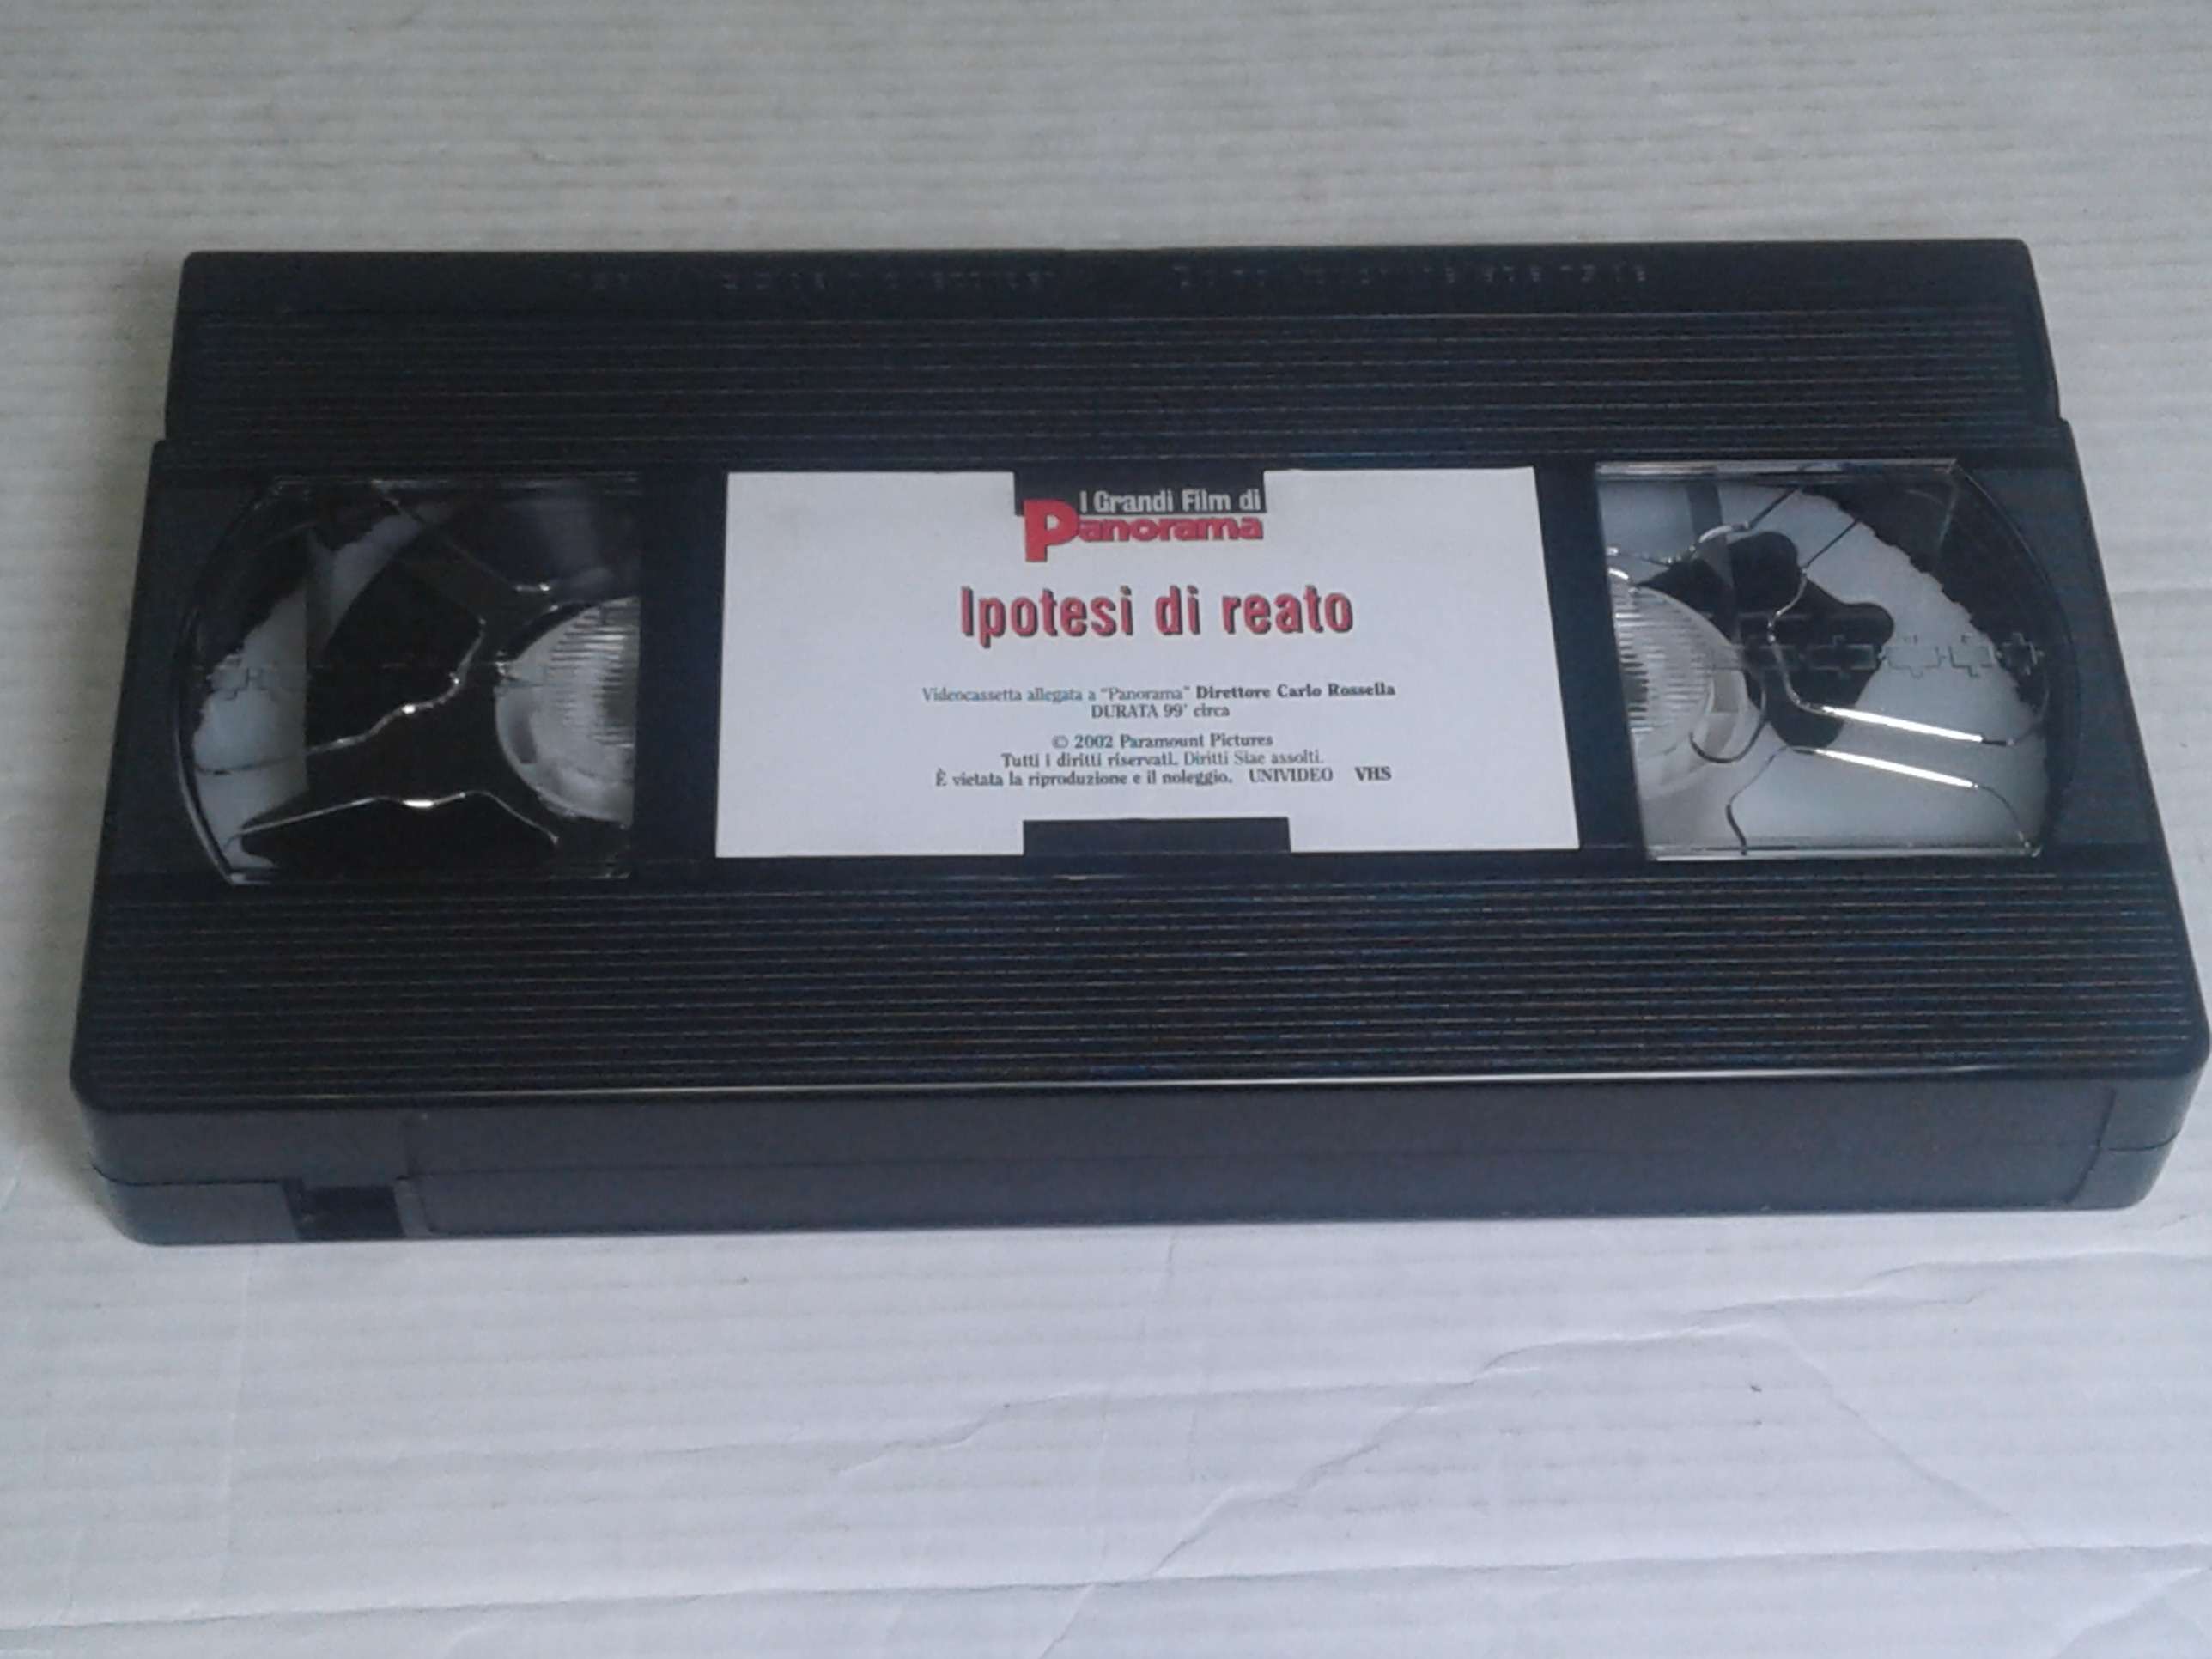 I Grandi Film di
Panorama
Ipotesi di reato
Videocassetta allegata a "Panorama" Direttore Carlo Rossella
DURATA 99' circa
© 2002 Paramount Pictures
Tutti i diritti riservati. Diritti Siae assolti.
È vietata la riproduzione e il noleggio. UNIVIDEO VHS